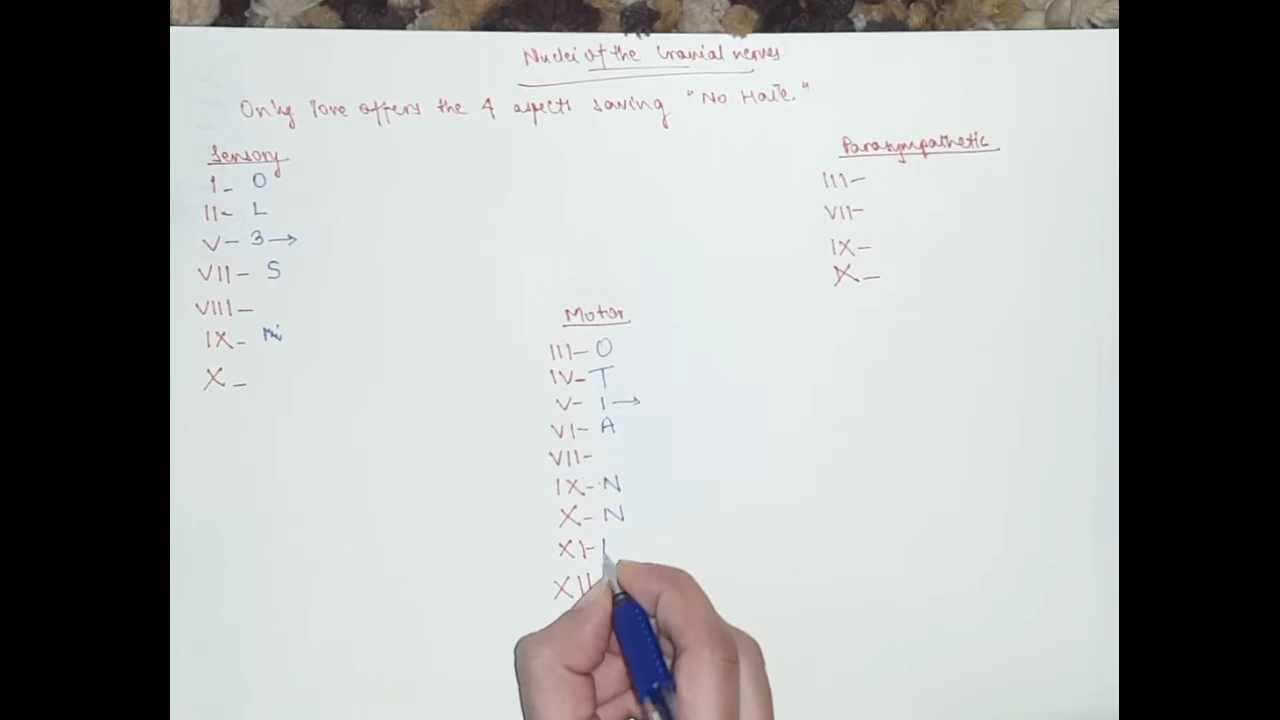 Nuclei of the Cranial nerves
Only love offers the 4 aspects saving "No Hate."
Sensory
I- O
II- L
V- 3→
VII- S
VIII-
IX-
X-
Parasympathetic
III-
VII-
IX-
X-
Motor
III- O
IV- T
V- 1→
VI- A
VII-
IX- N
X- N
XI-
XII